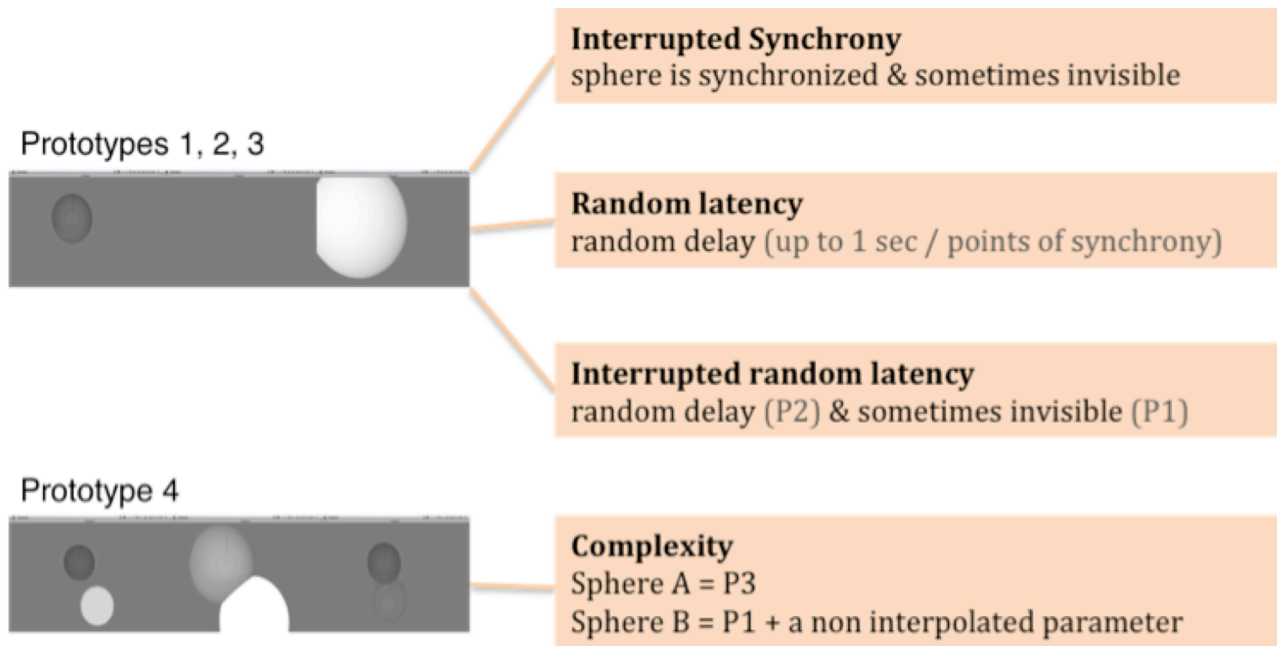 Interrupted Synchrony
sphere is synchronized & sometimes invisible
Prototypes 1, 2, 3
Random latency
random delay (up to 1 sec / points of synchrony)
Interrupted random latency
random delay (P2) & sometimes invisible (P1)
Prototype 4
Complexity
Sphere A = P3
Sphere B = P1 + a non interpolated parameter